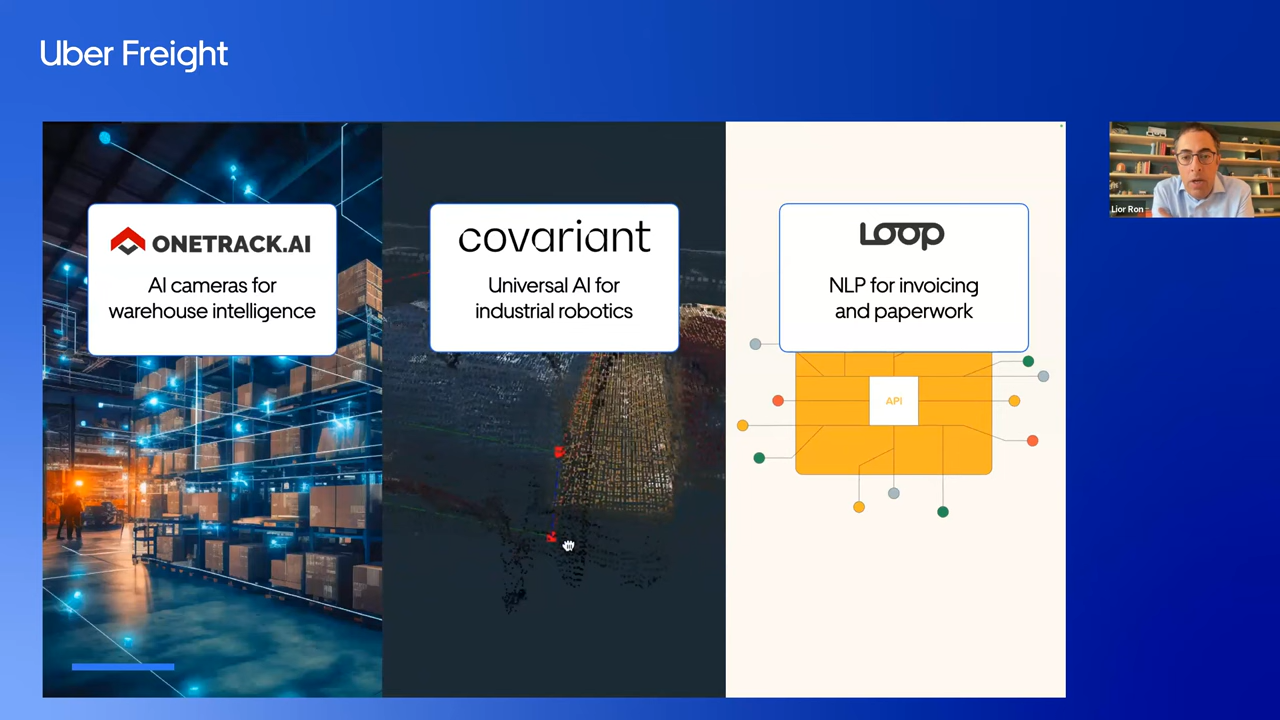 Uber Freight
ONETRACK.AI
AI cameras for
warehouse intelligence
covariant
Universal AI for
industrial robotics
LOOP
NLP for invoicing
and paperwork
API
Lior Ron